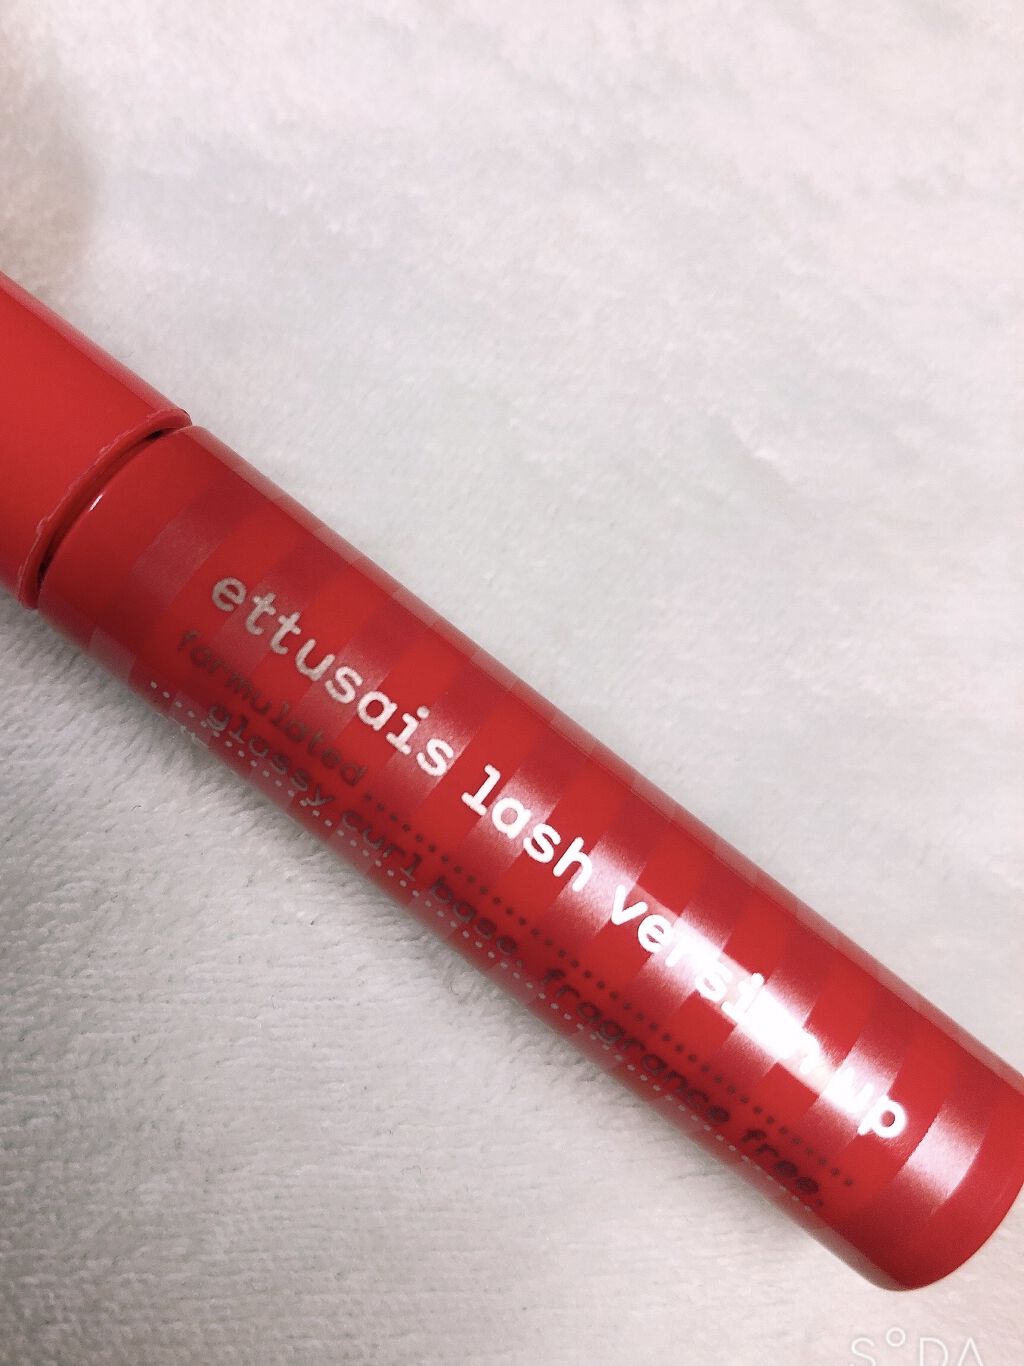 ettusais lash version up
formulated
glossy curl base. fragrance free.
S°DA